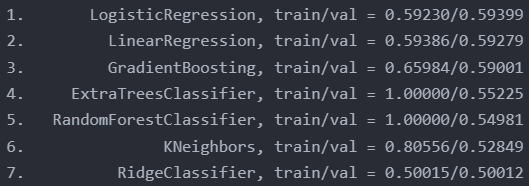 1. LogisticRegression, train/val = 0.59230/0.59399
2. LinearRegression, train/val = 0.59386/0.59279
3. GradientBoosting, train/val = 0.65984/0.59001
4. ExtraTreesClassifier, train/val = 1.00000/0.55225
5. RandomForestClassifier, train/val = 1.00000/0.54981
6. KNeighbors, train/val = 0.80556/0.52849
7. RidgeClassifier, train/val = 0.50015/0.50012